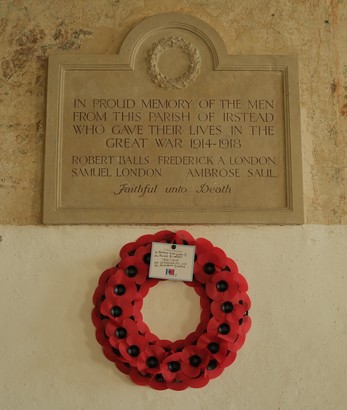 IN PROUD MEMORY OF THE MEN
FROM THIS PARISH OF IRSTEAD
WHO GAVE THEIR LIVES IN THE
GREAT WAR 1914-1918
ROBERT BALLS. FREDERICK A. LONDON.
SAMUEL LONDON AMBROSE SAUL.
Faithful unto Death